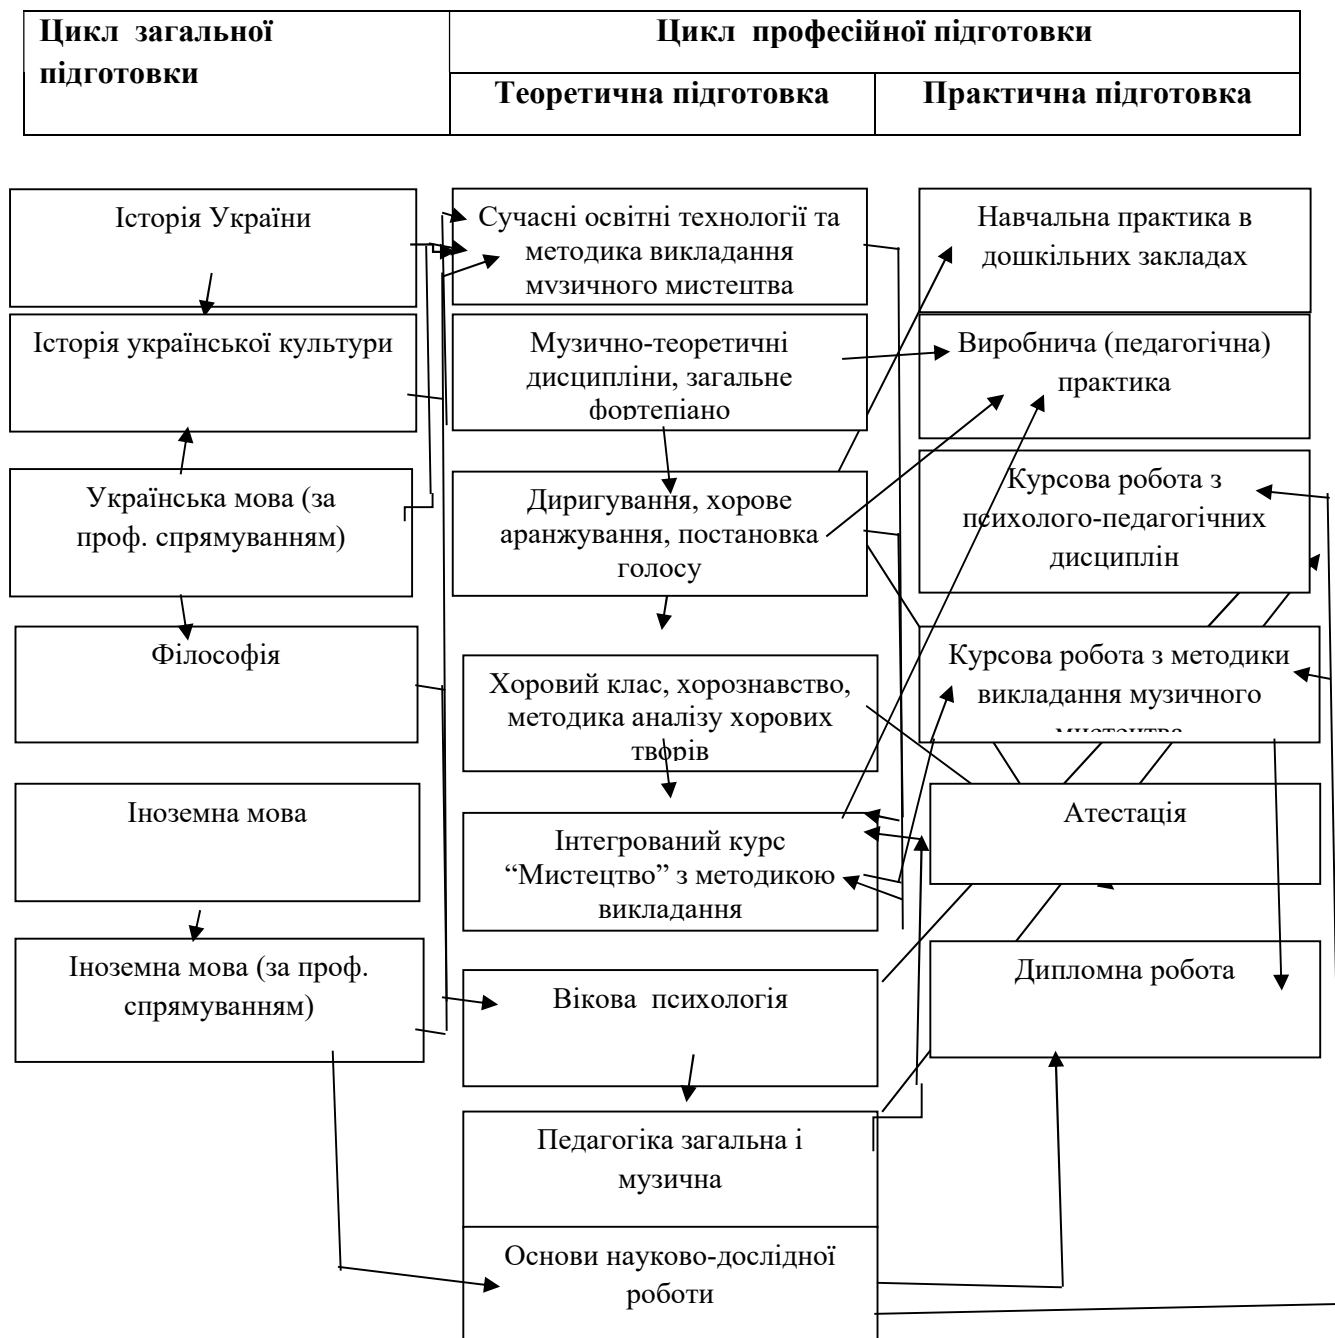 Цикл загальної
підготовки
Цикл професійної підготовки
Теоретична підготовка
Практична підготовка
Історія України
Історія української культури
Українська мова (за
проф. спрямуванням)
Філософія
Іноземна мова
Іноземна мова (за проф.
спрямуванням)
Сучасні освітні технології та
методика викладання
музичного мистецтва
Музично-теоретичні
дисципліни, загальне
фортепіано
Диригування, хорове
аранжування, постановка
голосу
Хоровий клас, хорознавство,
методика аналізу хорових
творів
Інтегрований курс
“Мистецтво” з методикою
викладання
Вікова психологія
Педагогіка загальна і
музична
Основи науково-дослідної
роботи
Навчальна практика в
дошкільних закладах
Виробнича (педагогічна)
практика
Курсова робота з
психолого-педагогічних
дисциплін
Курсова робота з методики
викладання музичного
мистецтва
Атестація
Дипломна робота